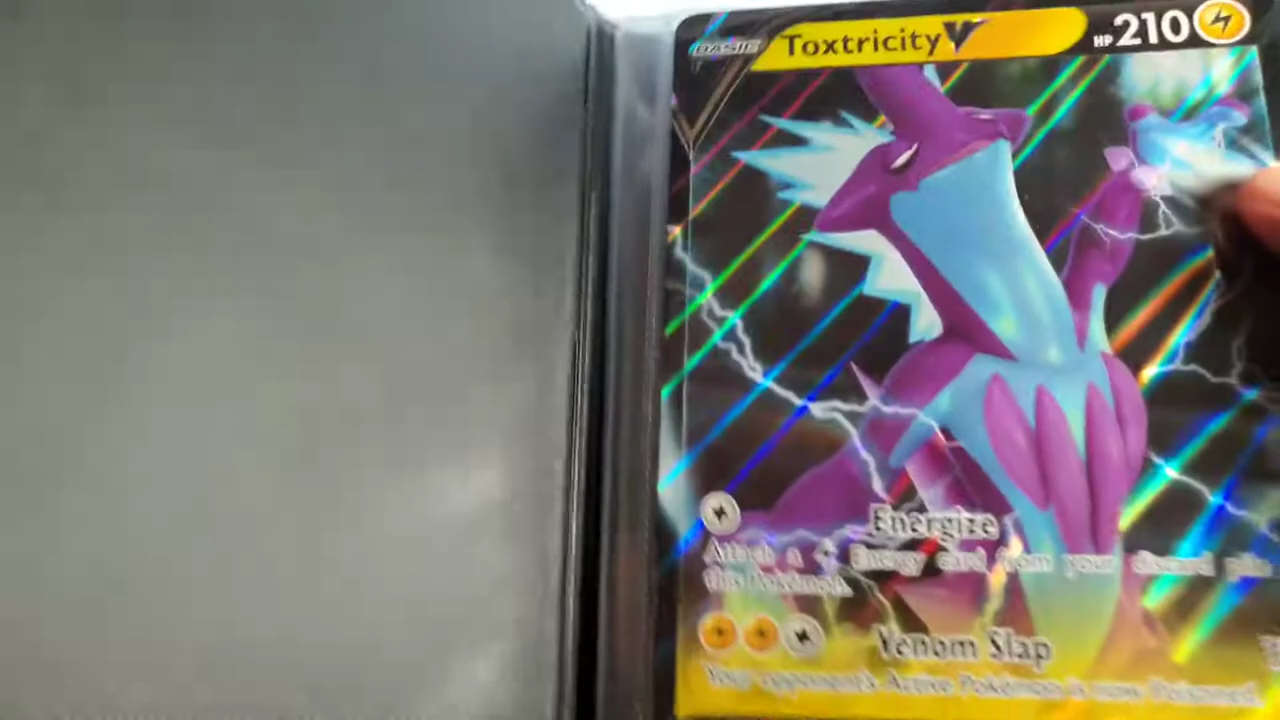 BASIC Toxtricity V HP 210
Energize
Attach a Energy card from your discard pile
this Pokémon.
Venom Slap
Your opponent's Active Pokémon is now Poisoned.